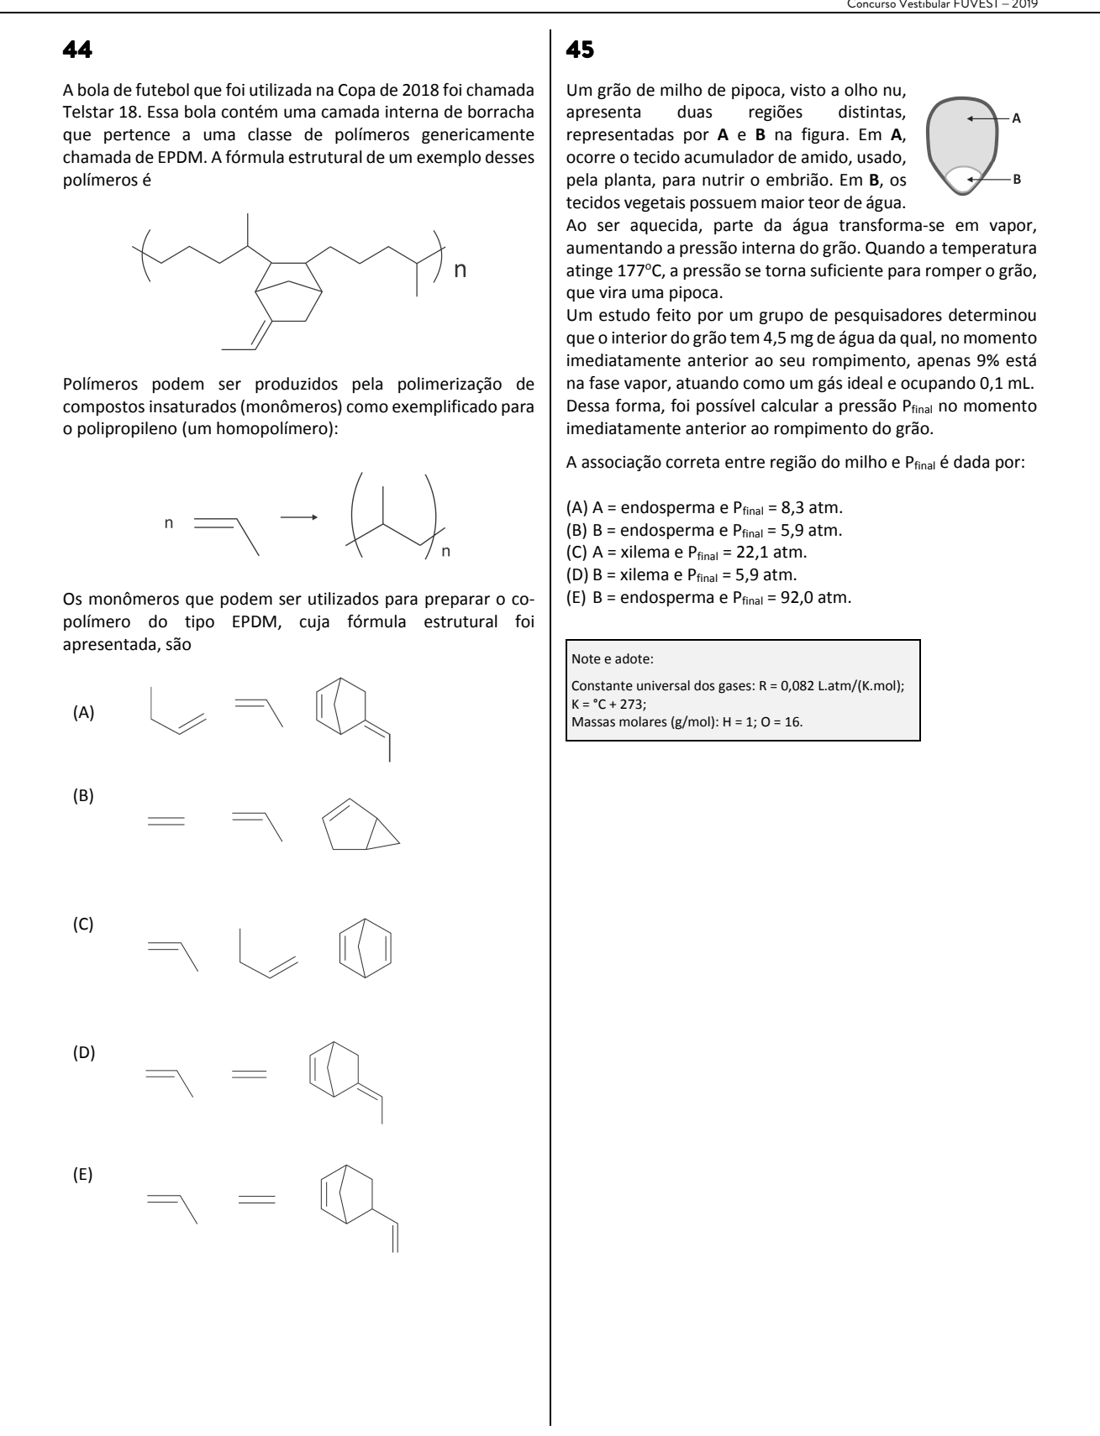 Concurso Vestibular FUVEST – 2019
44
A bola de futebol que foi utilizada na Copa de 2018 foi chamada
Telstar 18. Essa bola contém uma camada interna de borracha
que pertence a uma classe de polímeros genericamente
chamada de EPDM. A fórmula estrutural de um exemplo desses
polímeros é
n
Polímeros podem ser produzidos pela polimerização de
compostos insaturados (monômeros) como exemplificado para
o polipropileno (um homopolímero):
n
n
Os monômeros que podem ser utilizados para preparar o co-
polímero do tipo EPDM, cuja fórmula estrutural foi
apresentada, são
(A)
(B)
(C)
(D)
(E)
45
Um grão de milho de pipoca, visto a olho nu,
apresenta duas regiões distintas,
representadas por A e B na figura. Em A,
ocorre o tecido acumulador de amido, usado,
pela planta, para nutrir o embrião. Em B, os
tecidos vegetais possuem maior teor de água.
A
B
Ao ser aquecida, parte da água transforma-se em vapor,
aumentando a pressão interna do grão. Quando a temperatura
atinge 177ºC, a pressão se torna suficiente para romper o grão,
que vira uma pipoca.
Um estudo feito por um grupo de pesquisadores determinou
que o interior do grão tem 4,5 mg de água da qual, no momento
imediatamente anterior ao seu rompimento, apenas 9% está
na fase vapor, atuando como um gás ideal e ocupando 0,1 mL.
Dessa forma, foi possível calcular a pressão Pfinal no momento
imediatamente anterior ao rompimento do grão.
A associação correta entre região do milho e Pfinal é dada por:
(A) A = endosperma e Pfinal = 8,3 atm.
(B) B = endosperma e Pfinal = 5,9 atm.
(C) A = xilema e Pfinal = 22,1 atm.
(D) B = xilema e Pfinal = 5,9 atm.
(E) B = endosperma e Pfinal = 92,0 atm.
Note e adote:
Constante universal dos gases: R = 0,082 L.atm/(K.mol);
K = °C + 273;
Massas molares (g/mol): H = 1; O = 16.